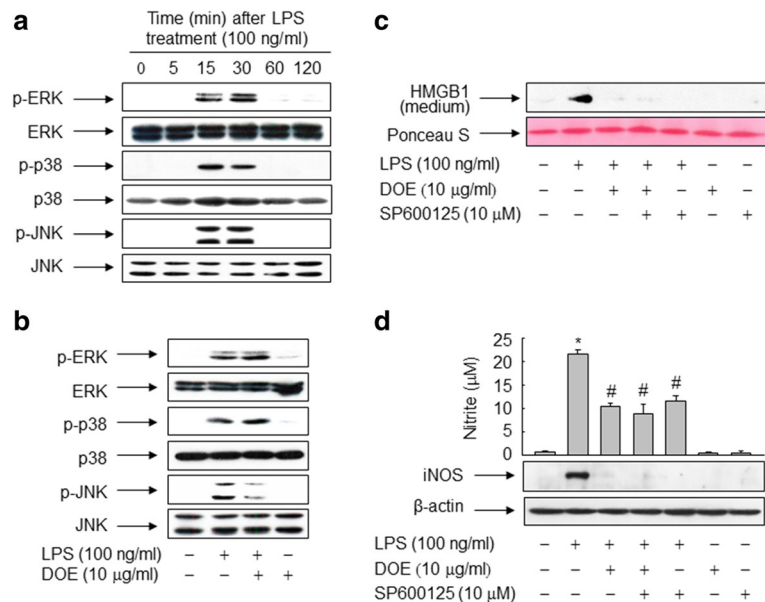 a
Time (min) after LPS
treatment (100 ng/ml)
0 5 15 30 60 120
p-ERK
ERK
p-p38
p38
p-JNK
JNK
b
p-ERK
ERK
p-p38
p38
p-JNK
JNK
LPS (100 ng/ml) − + + −
DOE (10 μg/ml) − − + +
c
HMGB1
(medium)
Ponceau S
LPS (100 ng/ml) − + + + + − −
DOE (10 μg/ml) − − + + − + −
SP600125 (10 μM) − − − + + − +
d
Nitrite (μM)
25
20
15
10
5
0
* # # #
iNOS
β-actin
LPS (100 ng/ml) − + + + + − −
DOE (10 μg/ml) − − + + − + −
SP600125 (10 μM) − − − + + − +